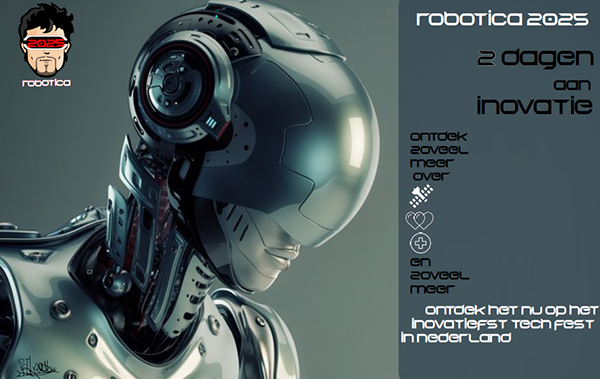 2025
robotica
robotica 2025
2 dagen
aan
inovatie
ontdek
zoveel
meer
over
en
zoveel
meer
ontdek het nu op het
inovatiefst tech fest
in nederland